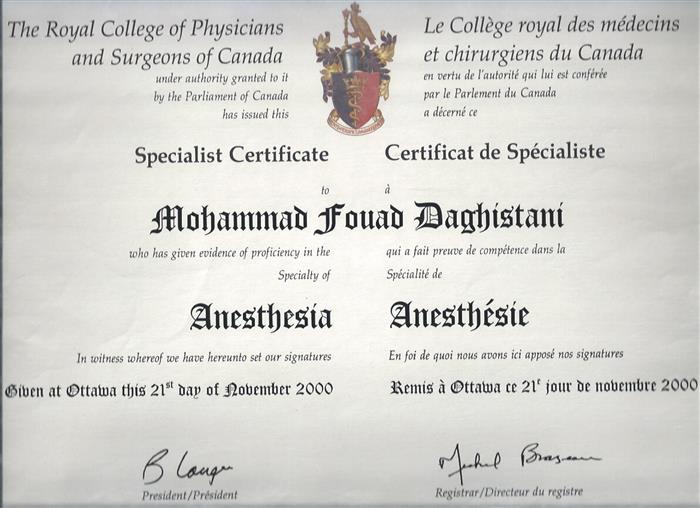 The Royal College of Physicians
and Surgeons of Canada
under authority granted to it
by the Parliament of Canada
has issued this
Le Collège royal des médecins
et chirurgiens du Canada
en vertu de l'autorité qui lui est conférée
par le Parlement du Canada
a décerné ce
Specialist Certificate
Certificat de Spécialiste
to
à
Mohammad Fouad Daghistani
who has given evidence of proficiency in the
Specialty of
qui a fait preuve de compétence dans la
Spécialité de
Anesthesia
Anesthésie
In witness whereof we have hereunto set our signatures
En foi de quoi nous avons ici apposé nos signatures
Given at Ottawa this 21st day of November 2000
Remis à Ottawa ce 21e jour de novembre 2000
President/Président
Registrar/Directeur du registre